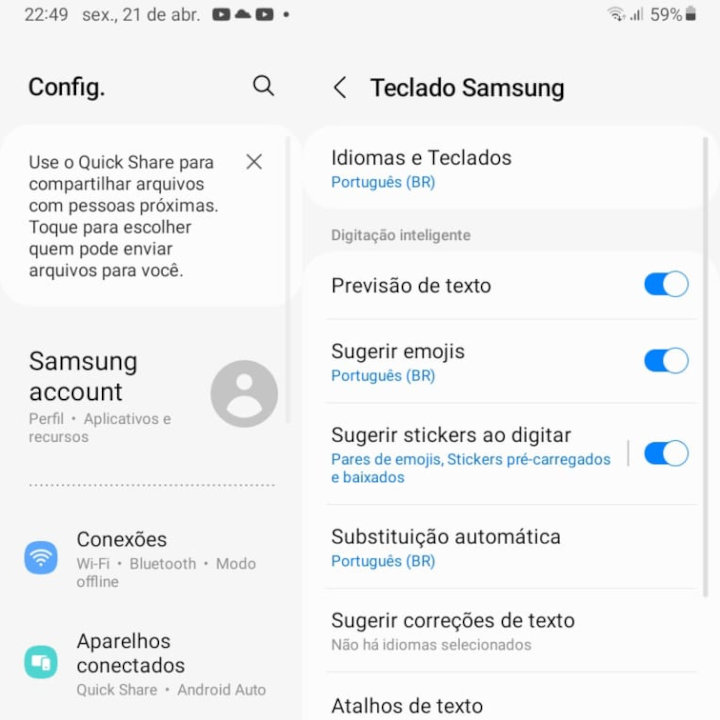 22:49 sex., 21 de abr. • 59%
Config.
Use o Quick Share para
compartilhar arquivos
com pessoas próximas.
Toque para escolher
quem pode enviar
arquivos para você.
Samsung
account
Perfil • Aplicativos e
recursos
Conexões
Wi-Fi • Bluetooth • Modo
offline
Aparelhos
conectados
Quick Share • Android Auto
Teclado Samsung
Idiomas e Teclados
Português (BR)
Digitação inteligente
Previsão de texto
Sugerir emojis
Português (BR)
Sugerir stickers ao digitar
Pares de emojis, Stickers pré-carregados
e baixados
Substituição automática
Português (BR)
Sugerir correções de texto
Não há idiomas selecionados
Atalhos de texto